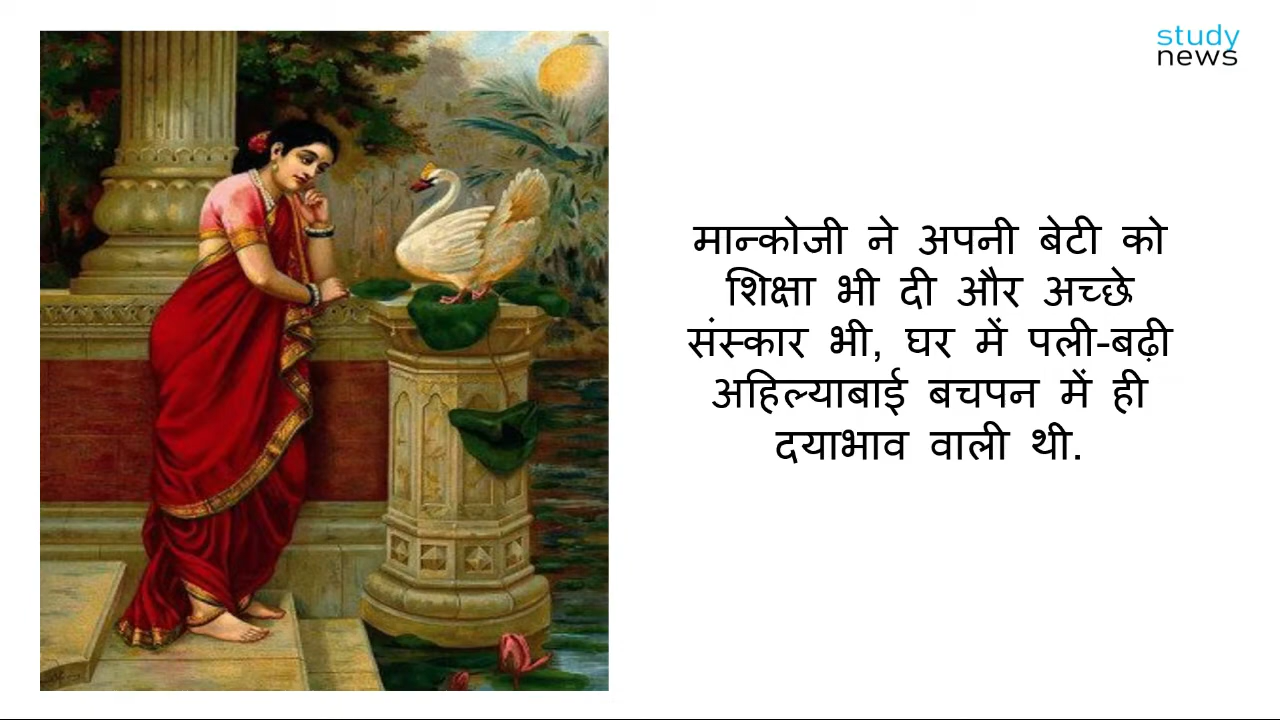 study
news
मान्कोजी ने अपनी बेटी को
शिक्षा भी दी और अच्छे
संस्कार भी, घर में पली-बढ़ी
अहिल्याबाई बचपन में ही
दयाभाव वाली थी.